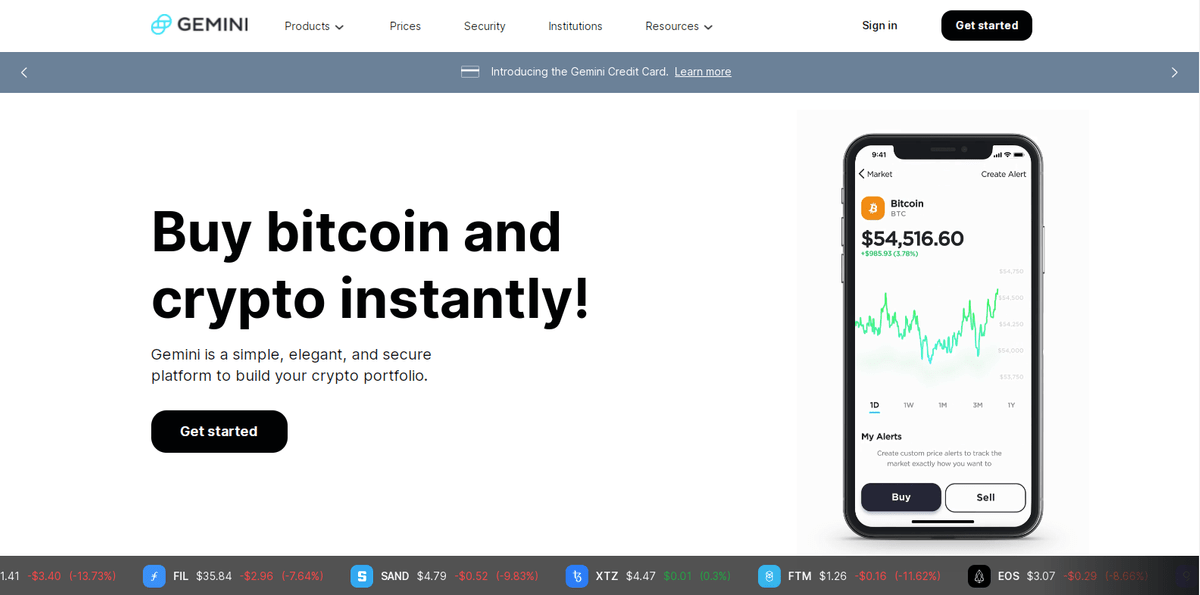 GEMINI
Products
Prices
Security
Institutions
Resources
Sign in
Get started
Introducing the Gemini Credit Card. Learn more
Buy bitcoin and
crypto instantly!
Gemini is a simple, elegant, and secure
platform to build your crypto portfolio.
Get started
9:41
Market
Create Alert
Bitcoin
BTC
$54,516.60
+$985.93 (3.78%)
$54,750
$54,500
$54,250
$54,000
$53,750
1D 1W 1M 3M 1Y
My Alerts
Create custom price alerts to track the
market exactly how you want to
Buy
Sell
1.41 -$3.40 (-13.73%) FIL $35.84 -$2.96 (-7.64%) SAND $4.79 -$0.52 (-9.83%) XTZ $4.47 $0.01 (0.3%) FTM $1.26 -$0.16 (-11.62%) EOS $3.07 -$0.29 (-8.66%)